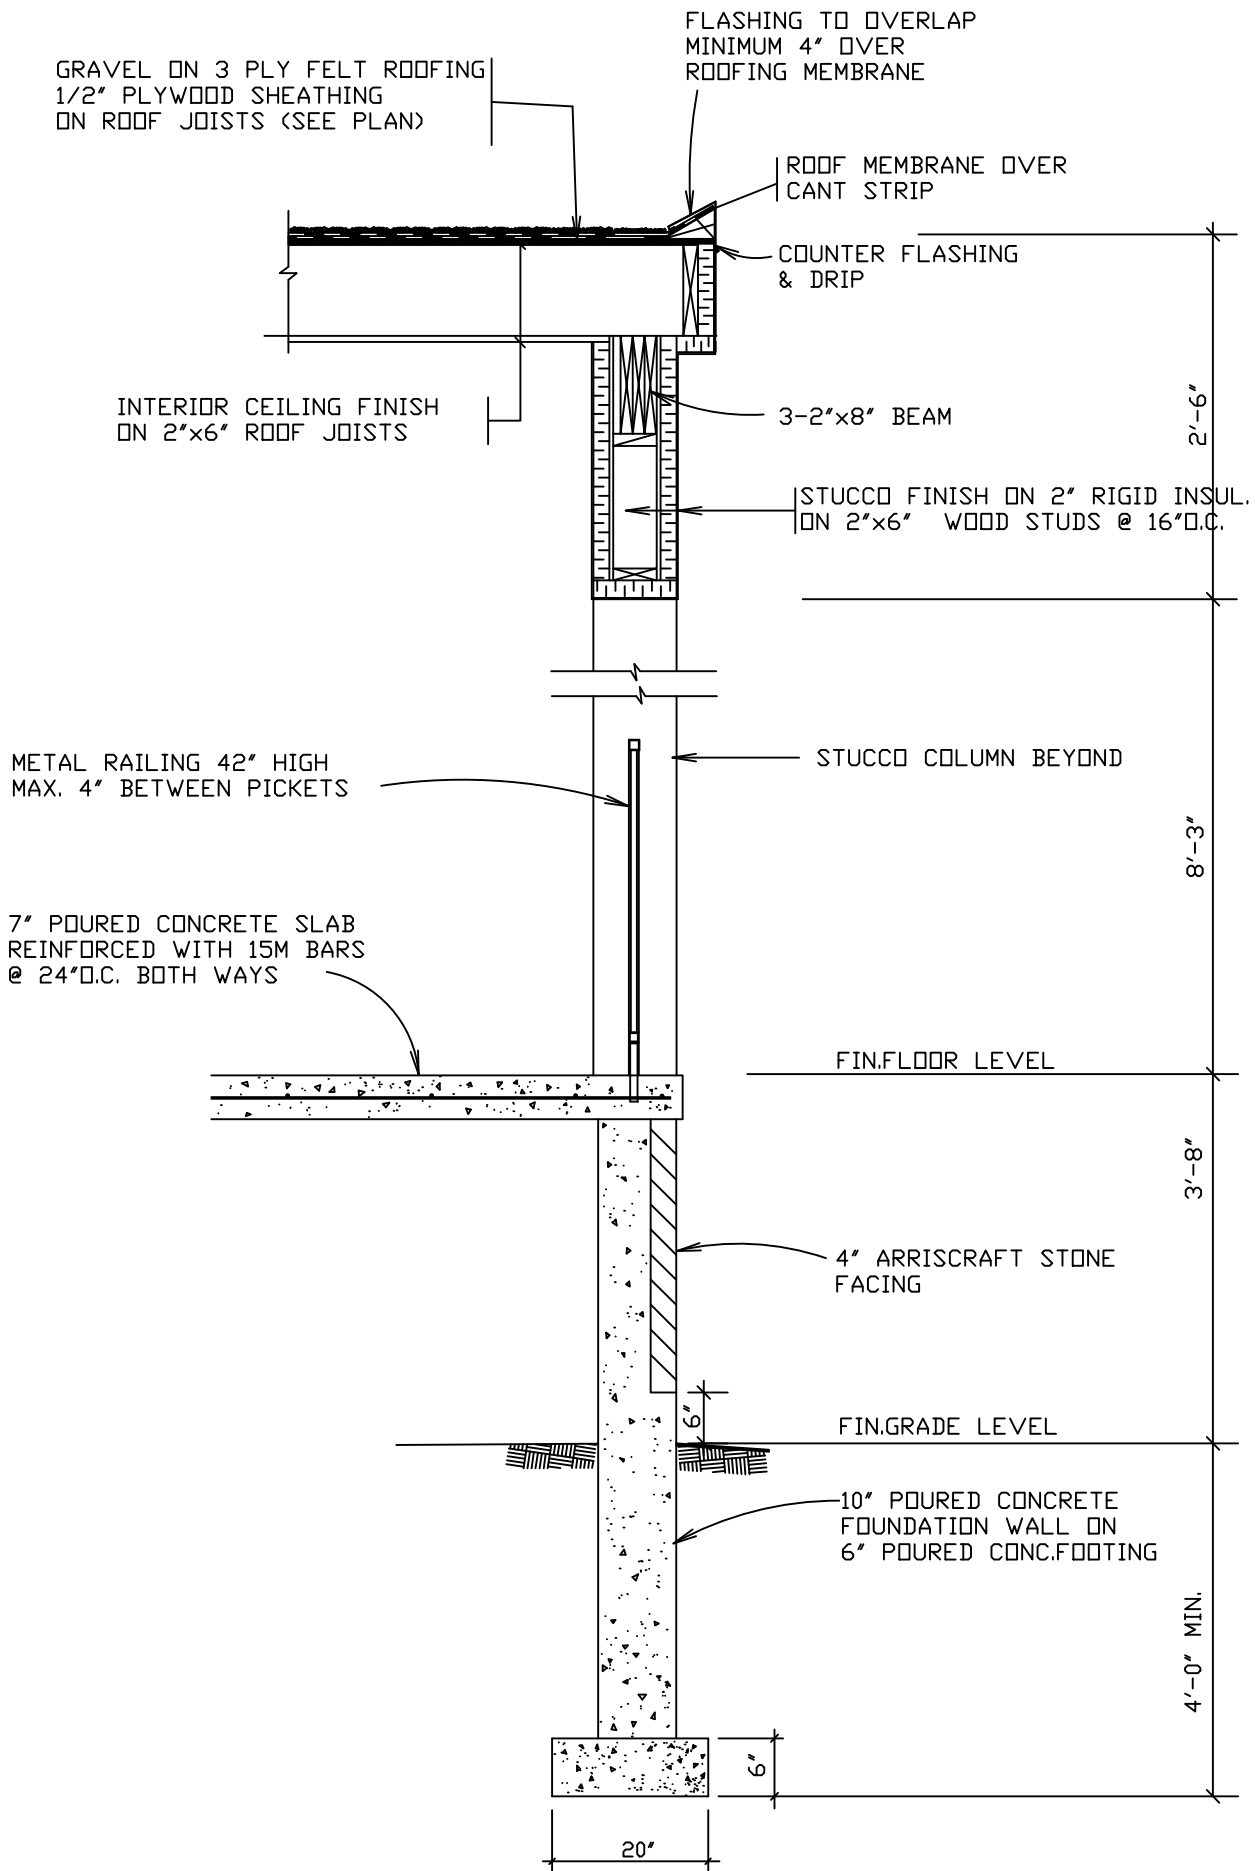 FLASHING TO OVERLAP
MINIMUM 4" OVER
ROOFING MEMBRANE
GRAVEL ON 3 PLY FELT ROOFING
1/2" PLYWOOD SHEATHING
ON ROOF JOISTS (SEE PLAN)
ROOF MEMBRANE OVER
CANT STRIP
COUNTER FLASHING
& DRIP
INTERIOR CEILING FINISH
ON 2"x6" ROOF JOISTS
3-2"x8" BEAM
2'-6"
STUCCO FINISH ON 2" RIGID INSUL.
ON 2"x6" WOOD STUDS @ 16"O.C.
METAL RAILING 42" HIGH
MAX. 4" BETWEEN PICKETS
STUCCO COLUMN BEYOND
8'-3"
7" POURED CONCRETE SLAB
REINFORCED WITH 15M BARS
@ 24"O.C. BOTH WAYS
FIN.FLOOR LEVEL
3'-8"
4" ARRISCRAFT STONE
FACING
6"
FIN.GRADE LEVEL
10" POURED CONCRETE
FOUNDATION WALL ON
6" POURED CONC.FOOTING
4'-0" MIN.
6"
20"